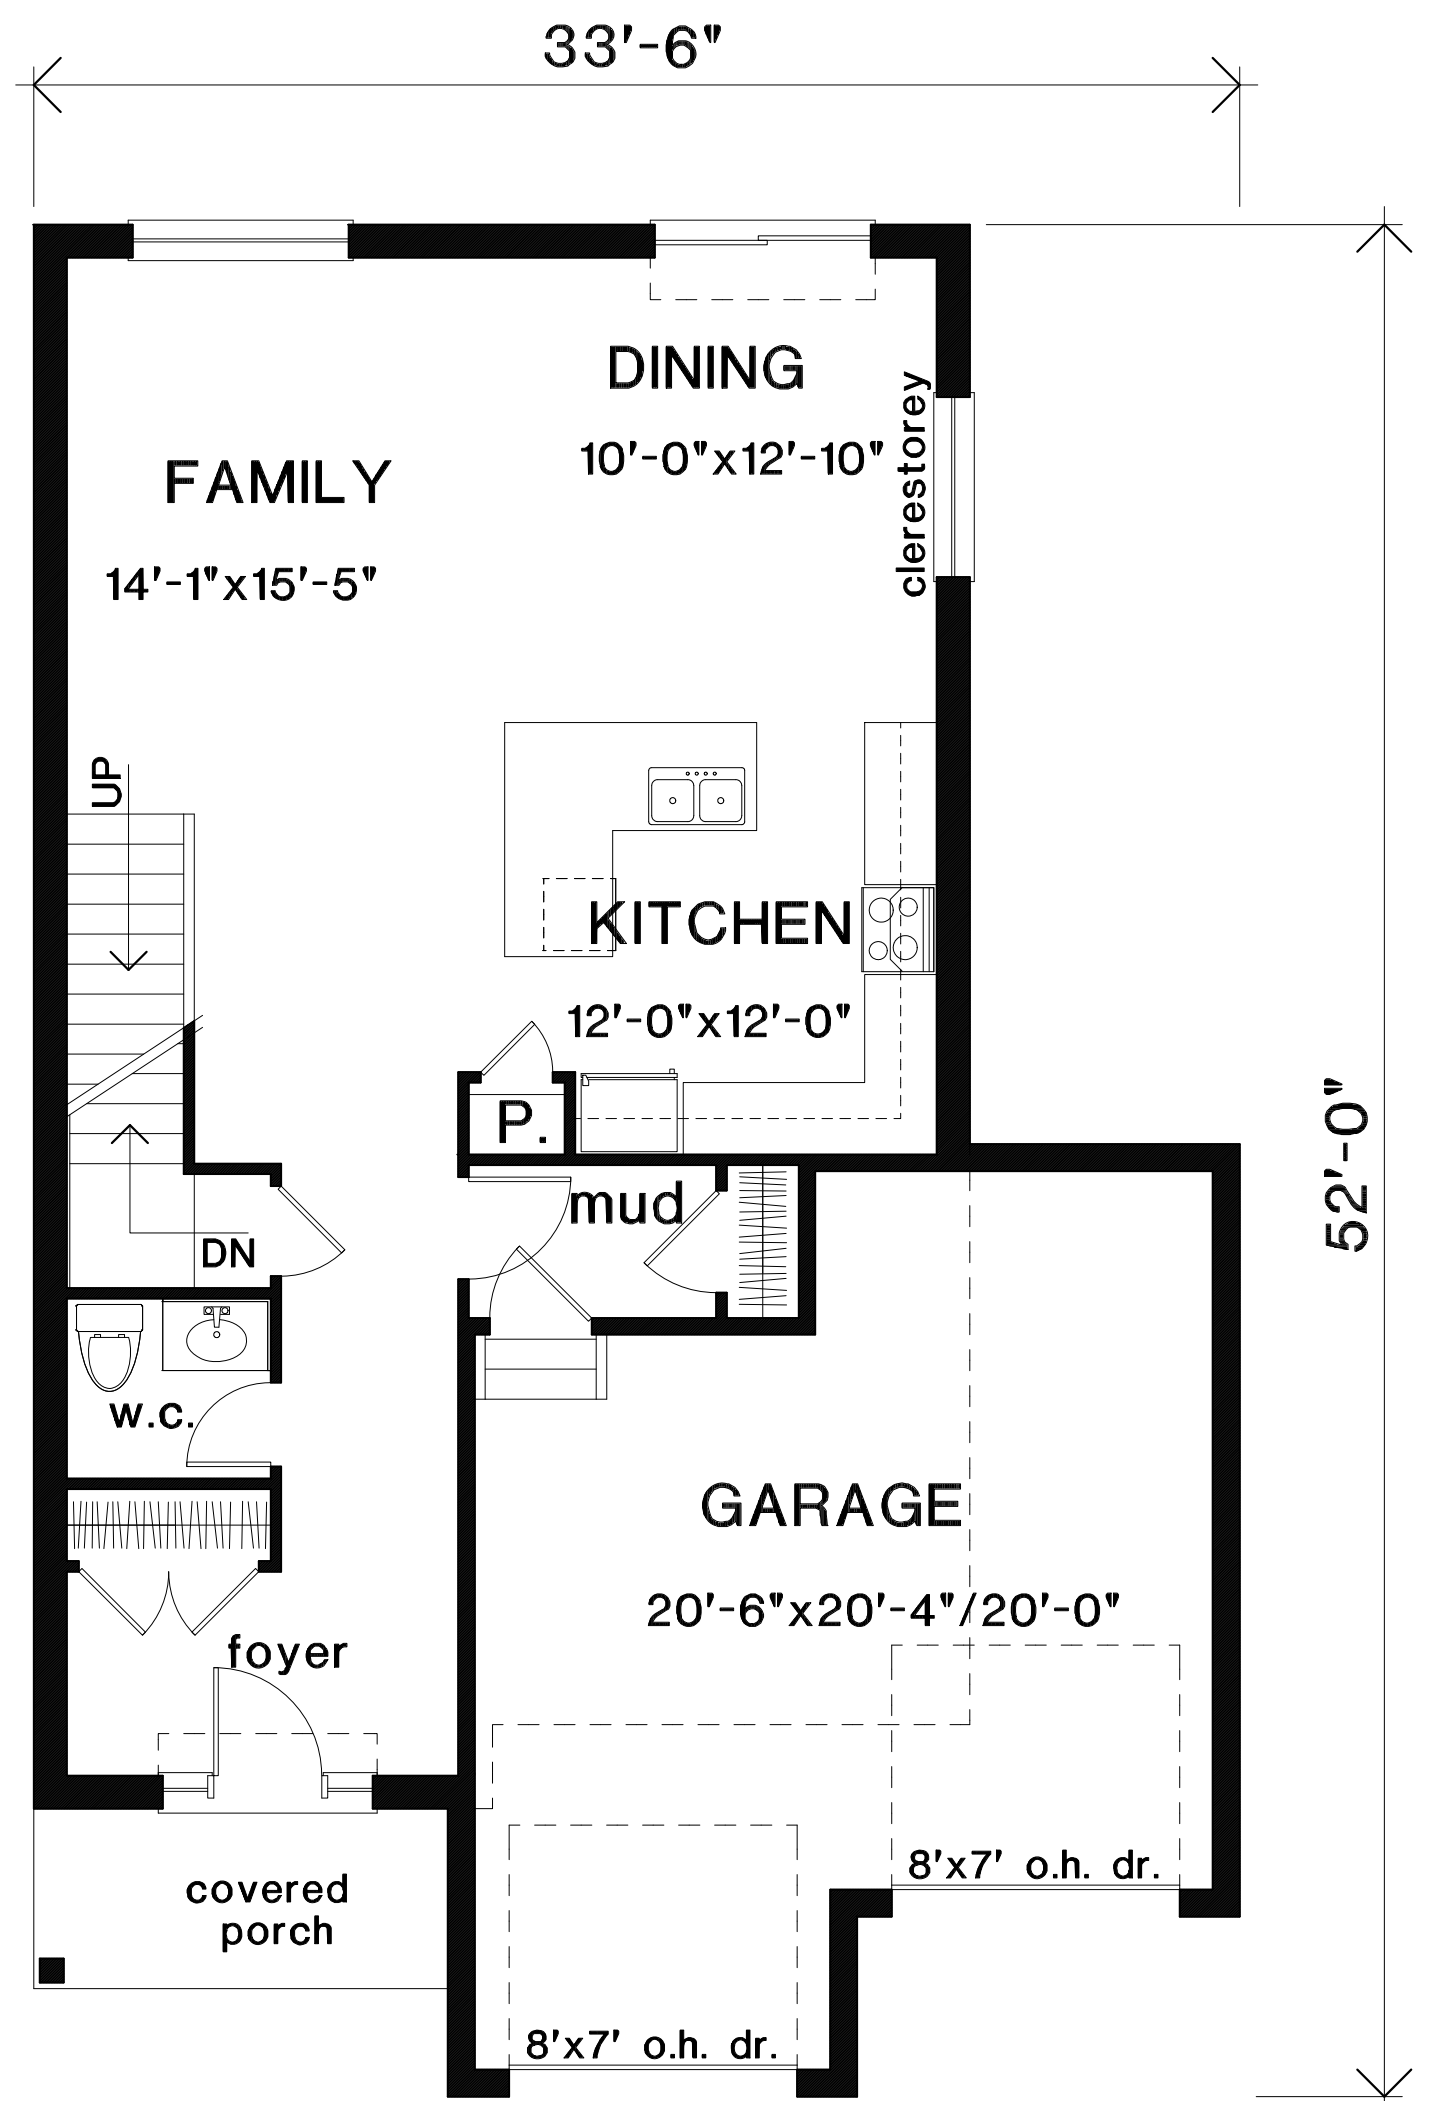 33'-6"
DINING
10'-0"x12'-10"
clerestorey
FAMILY
14'-1"x15'-5"
UP
KITCHEN
12'-0"x12'-0"
P.
mud
52'-0"
DN
w.c.
GARAGE
20'-6"x20'-4"/20'-0"
foyer
8'x7' o.h. dr.
covered
porch
8'x7' o.h. dr.